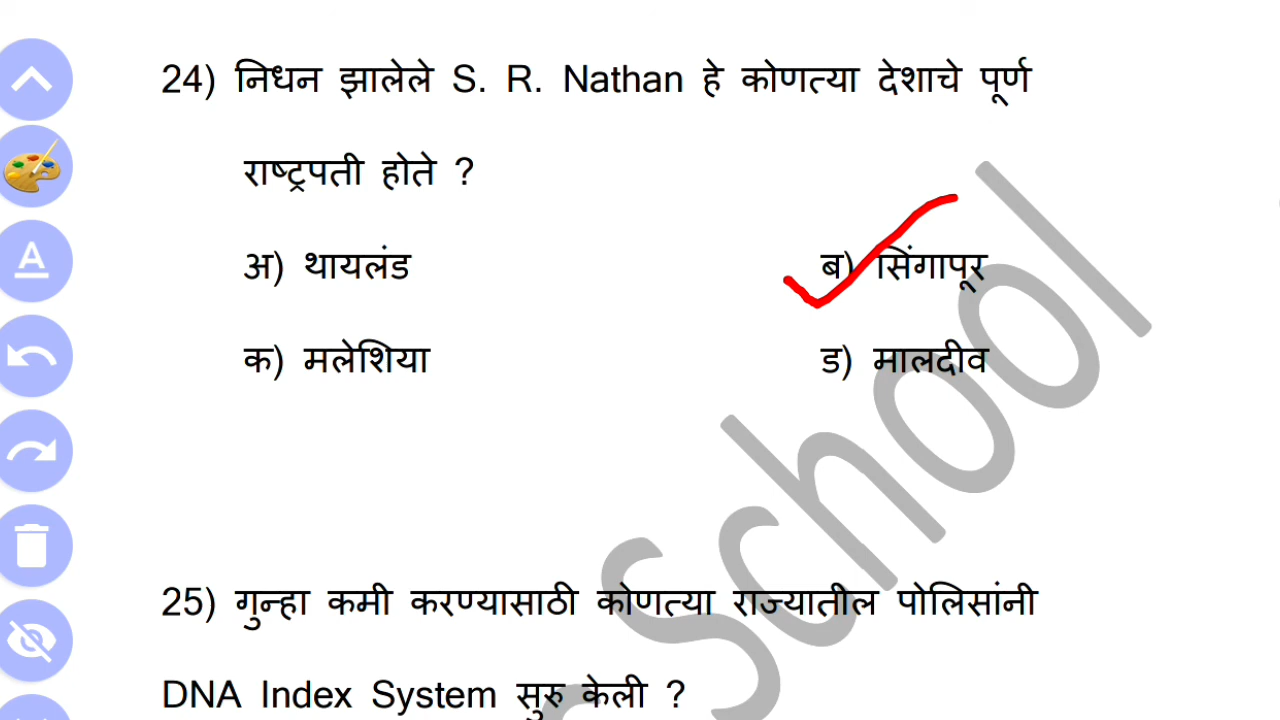 24) निधन झालेले S. R. Nathan हे कोणत्या देशाचे पूर्ण
राष्ट्रपती होते ?
अ) थायलंड ब) सिंगापूर
क) मलेशिया ड) मालदीव
25) गुन्हा कमी करण्यासाठी कोणत्या राज्यातील पोलिसांनी
DNA Index System सुरु केली ?
School
A